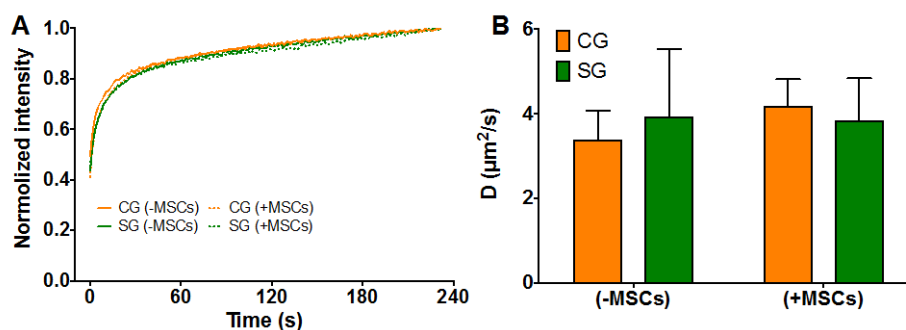 A
Normolized intensity
1.0
0.8
0.6
0.4
0.2
0.0
CG (-MSCs) CG (+MSCs)
SG (-MSCs) SG (+MSCs)
0 60 120 180 240
Time (s)
B
D (µm²/s)
6
4
2
0
CG
SG
(-MSCs) (+MSCs)